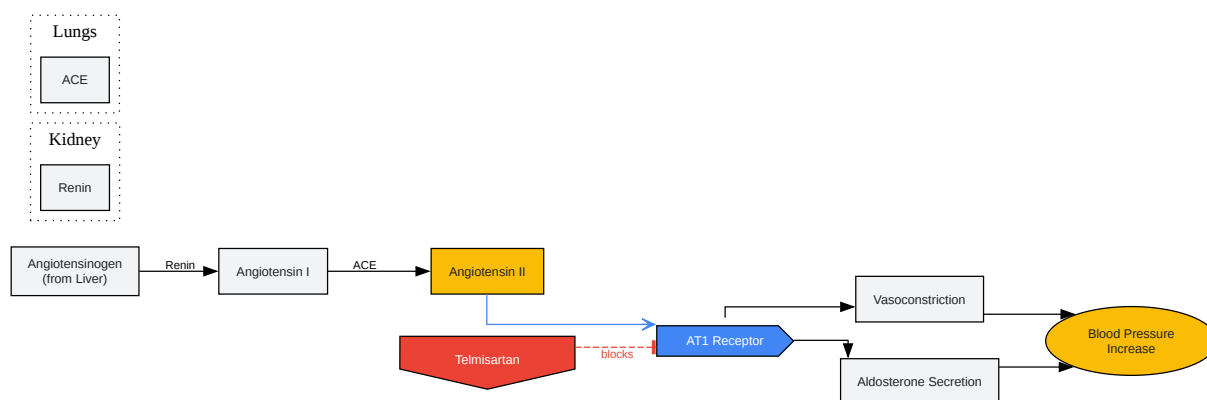 Lungs
ACE
Kidney
Renin
Angiotensinogen
(from Liver)
Renin
Angiotensin I
ACE
Angiotensin II
Telmisartan
blocks
AT1 Receptor
Vasoconstriction
Aldosterone Secretion
Blood Pressure
Increase